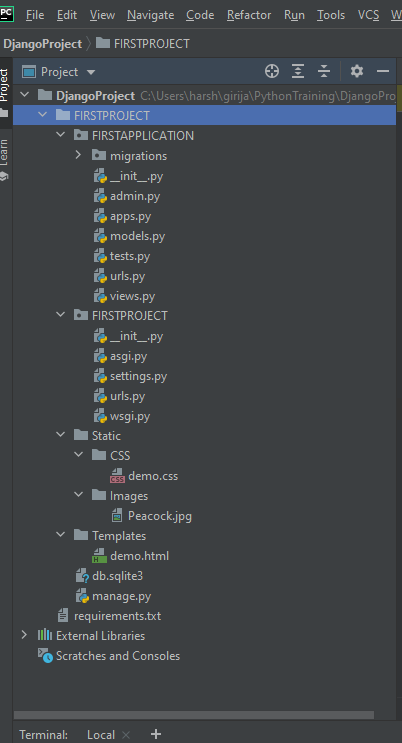 PC File Edit View Navigate Code Refactor Run Tools VCS
DjangoProject FIRSTPROJECT
Project
Project
DjangoProject C:\Users\harsh\girija\PythonTraining\DjangoPro
FIRSTPROJECT
FIRSTAPPLICATION
migrations
__init__.py
admin.py
apps.py
models.py
tests.py
urls.py
views.py
Learn
FIRSTPROJECT
__init__.py
asgi.py
settings.py
urls.py
wsgi.py
Static
CSS
CSS demo.css
Images
Peacock.jpg
Templates
H demo.html
db.sqlite3
manage.py
requirements.txt
External Libraries
Scratches and Consoles
Terminal: Local × +